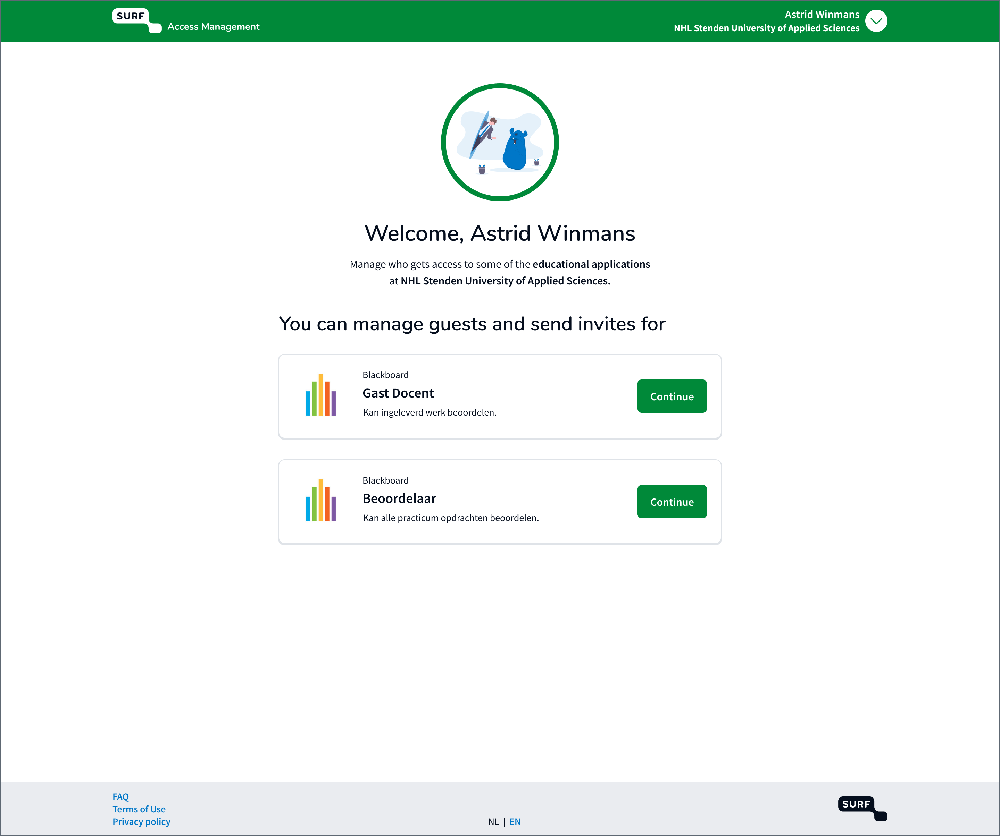 SURF
Access Management
Astrid Winmans
NHL Stenden University of Applied Sciences
Welcome, Astrid Winmans
Manage who gets access to some of the educational applications
at NHL Stenden University of Applied Sciences.
You can manage guests and send invites for
Blackboard
Gast Docent
Kan ingeleverd werk beoordelen.
Continue
Blackboard
Beoordelaar
Kan alle practicum opdrachten beoordelen.
Continue
FAQ
Terms of Use
Privacy policy
NL | EN
SURF